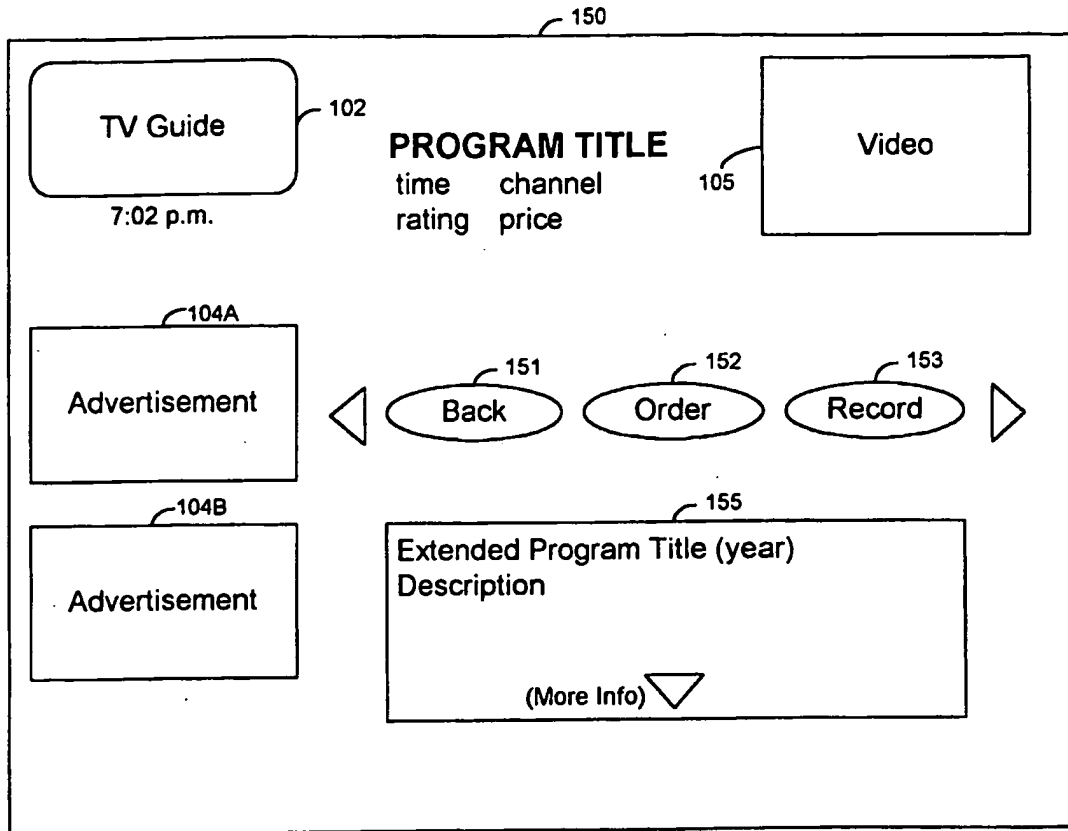 150
TV Guide
102
7:02 p.m.
PROGRAM TITLE
time channel
rating price
105
Video
104A
Advertisement
151
Back
152
Order
153
Record
104B
Advertisement
155
Extended Program Title (year)
Description
(More Info)